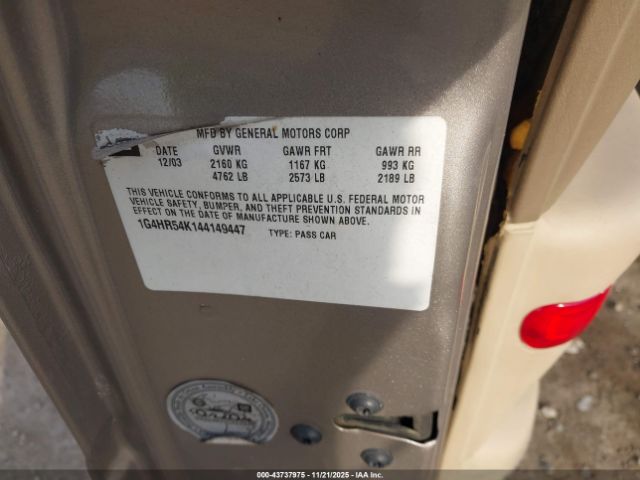 MFD BY GENERAL MOTORS CORP
DATE GVWR GAWR FRT GAWR RR
12/03 2160 KG 1167 KG 993 KG
4762 LB 2573 LB 2189 LB
THIS VEHICLE CONFORMS TO ALL APPLICABLE U.S. FEDERAL MOTOR
VEHICLE SAFETY, BUMPER, AND THEFT PREVENTION STANDARDS IN
EFFECT ON THE DATE OF MANUFACTURE SHOWN ABOVE.
1G4HR54K144149447 TYPE: PASS CAR
000-43737975 - 11/21/2025 - IAAI Inc.